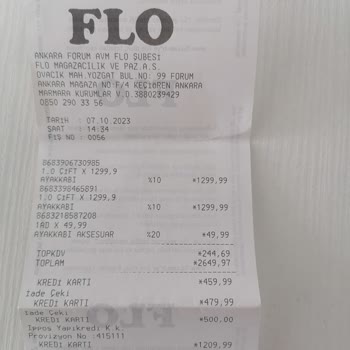 FLO
ANKARA FORUM AVM FLO ŞUBESİ
FLO MAGAZACILIK VE PAZ.A.S.
OVACIK MAH.YOZGAT BUL NO: 99 FORUM
ANKARA MAGAZA NO:F/4 KEÇİÖREN ANKARA
MARMARA KURUMLAR V.D.3880239429
0850 290 33 56
TARİH : 07.10.2023
SAAT : 14:34
FİS NO : 0056
8683906730985
1.0 ÇİFT X 1299,9
AYAKKABI %10 *1299,99
8683398465891
1.0 ÇİFT X 1299,9
AYAKKABI %10 *1299,99
8683218587208
1AD X 49,99
AYAKKABI AKSESUAR %20 *49,99
TOPKDV *244,69
TOPLAM *2649,97
KREDİ KARTI *459,99
İade Çeki
KREDİ KARTI *479,99
İade Çeki
KREDİ KARTI *500,00
Yapıkredi K.K.
Provizyon No :415111
KREDİ KARTI *1209,99